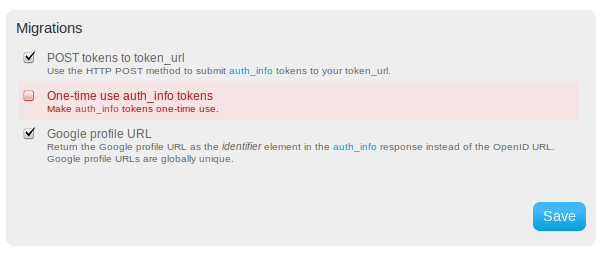 Migrations
POST tokens to token_url
Use the HTTP POST method to submit auth_info tokens to your token_url.
One-time use auth_info tokens
Make auth_info tokens one-time use.
Google profile URL
Return the Google profile URL as the identifier element in the auth_info response instead of the OpenID URL.
Google profile URLs are globally unique.
Save